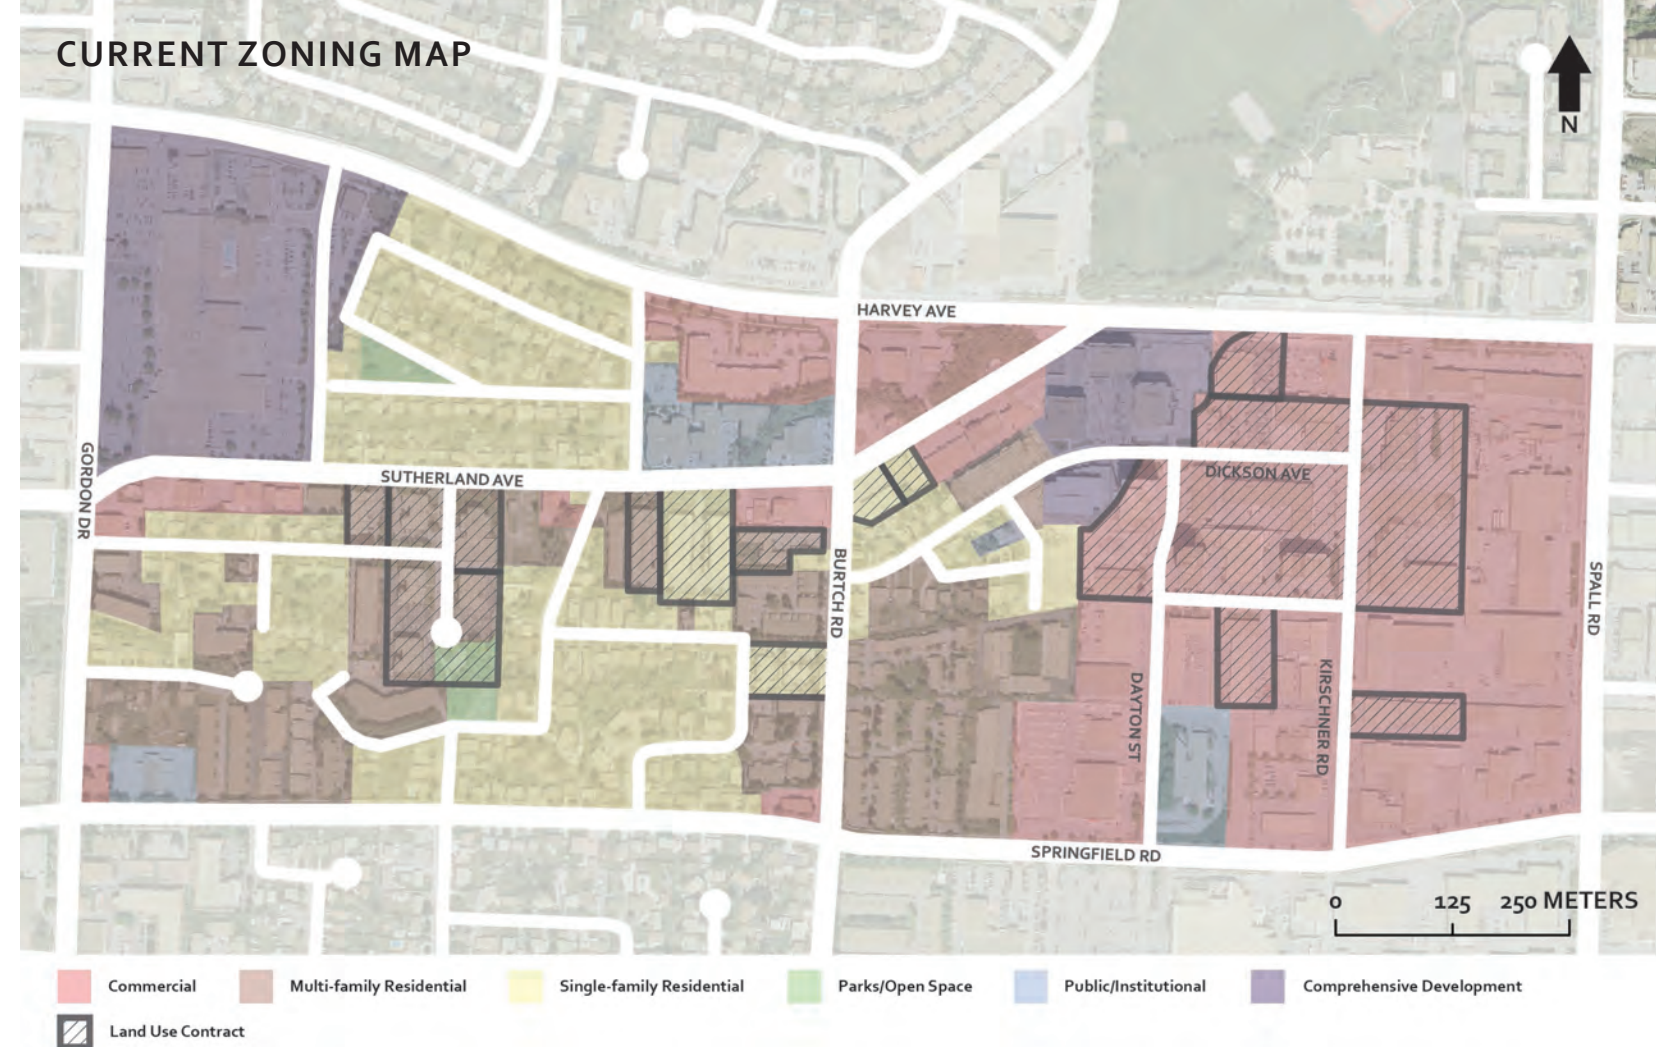 CURRENT ZONING MAP
N
HARVEY AVE
GORDON DR
SUTHERLAND AVE
DICKSON AVE
BURTCH RD
SPALL RD
DAYTON ST
KIRSCHNER RD
SPRINGFIELD RD
0 125 250 METERS
Commercial Multi-family Residential Single-family Residential Parks/Open Space Public/Institutional Comprehensive Development
Land Use Contract